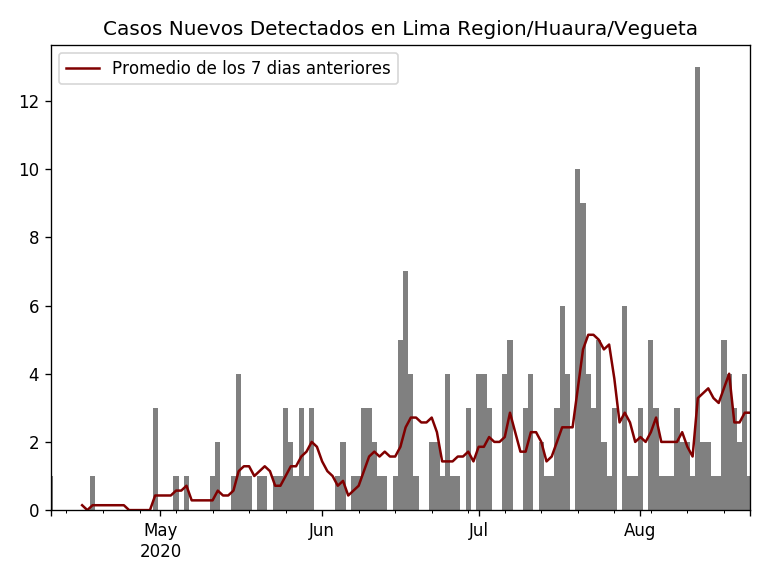 Casos Nuevos Detectados en Lima Region/Huaura/Vegueta
Promedio de los 7 dias anteriores
12
10
8
6
4
2
0
May
2020
Jun
Jul
Aug